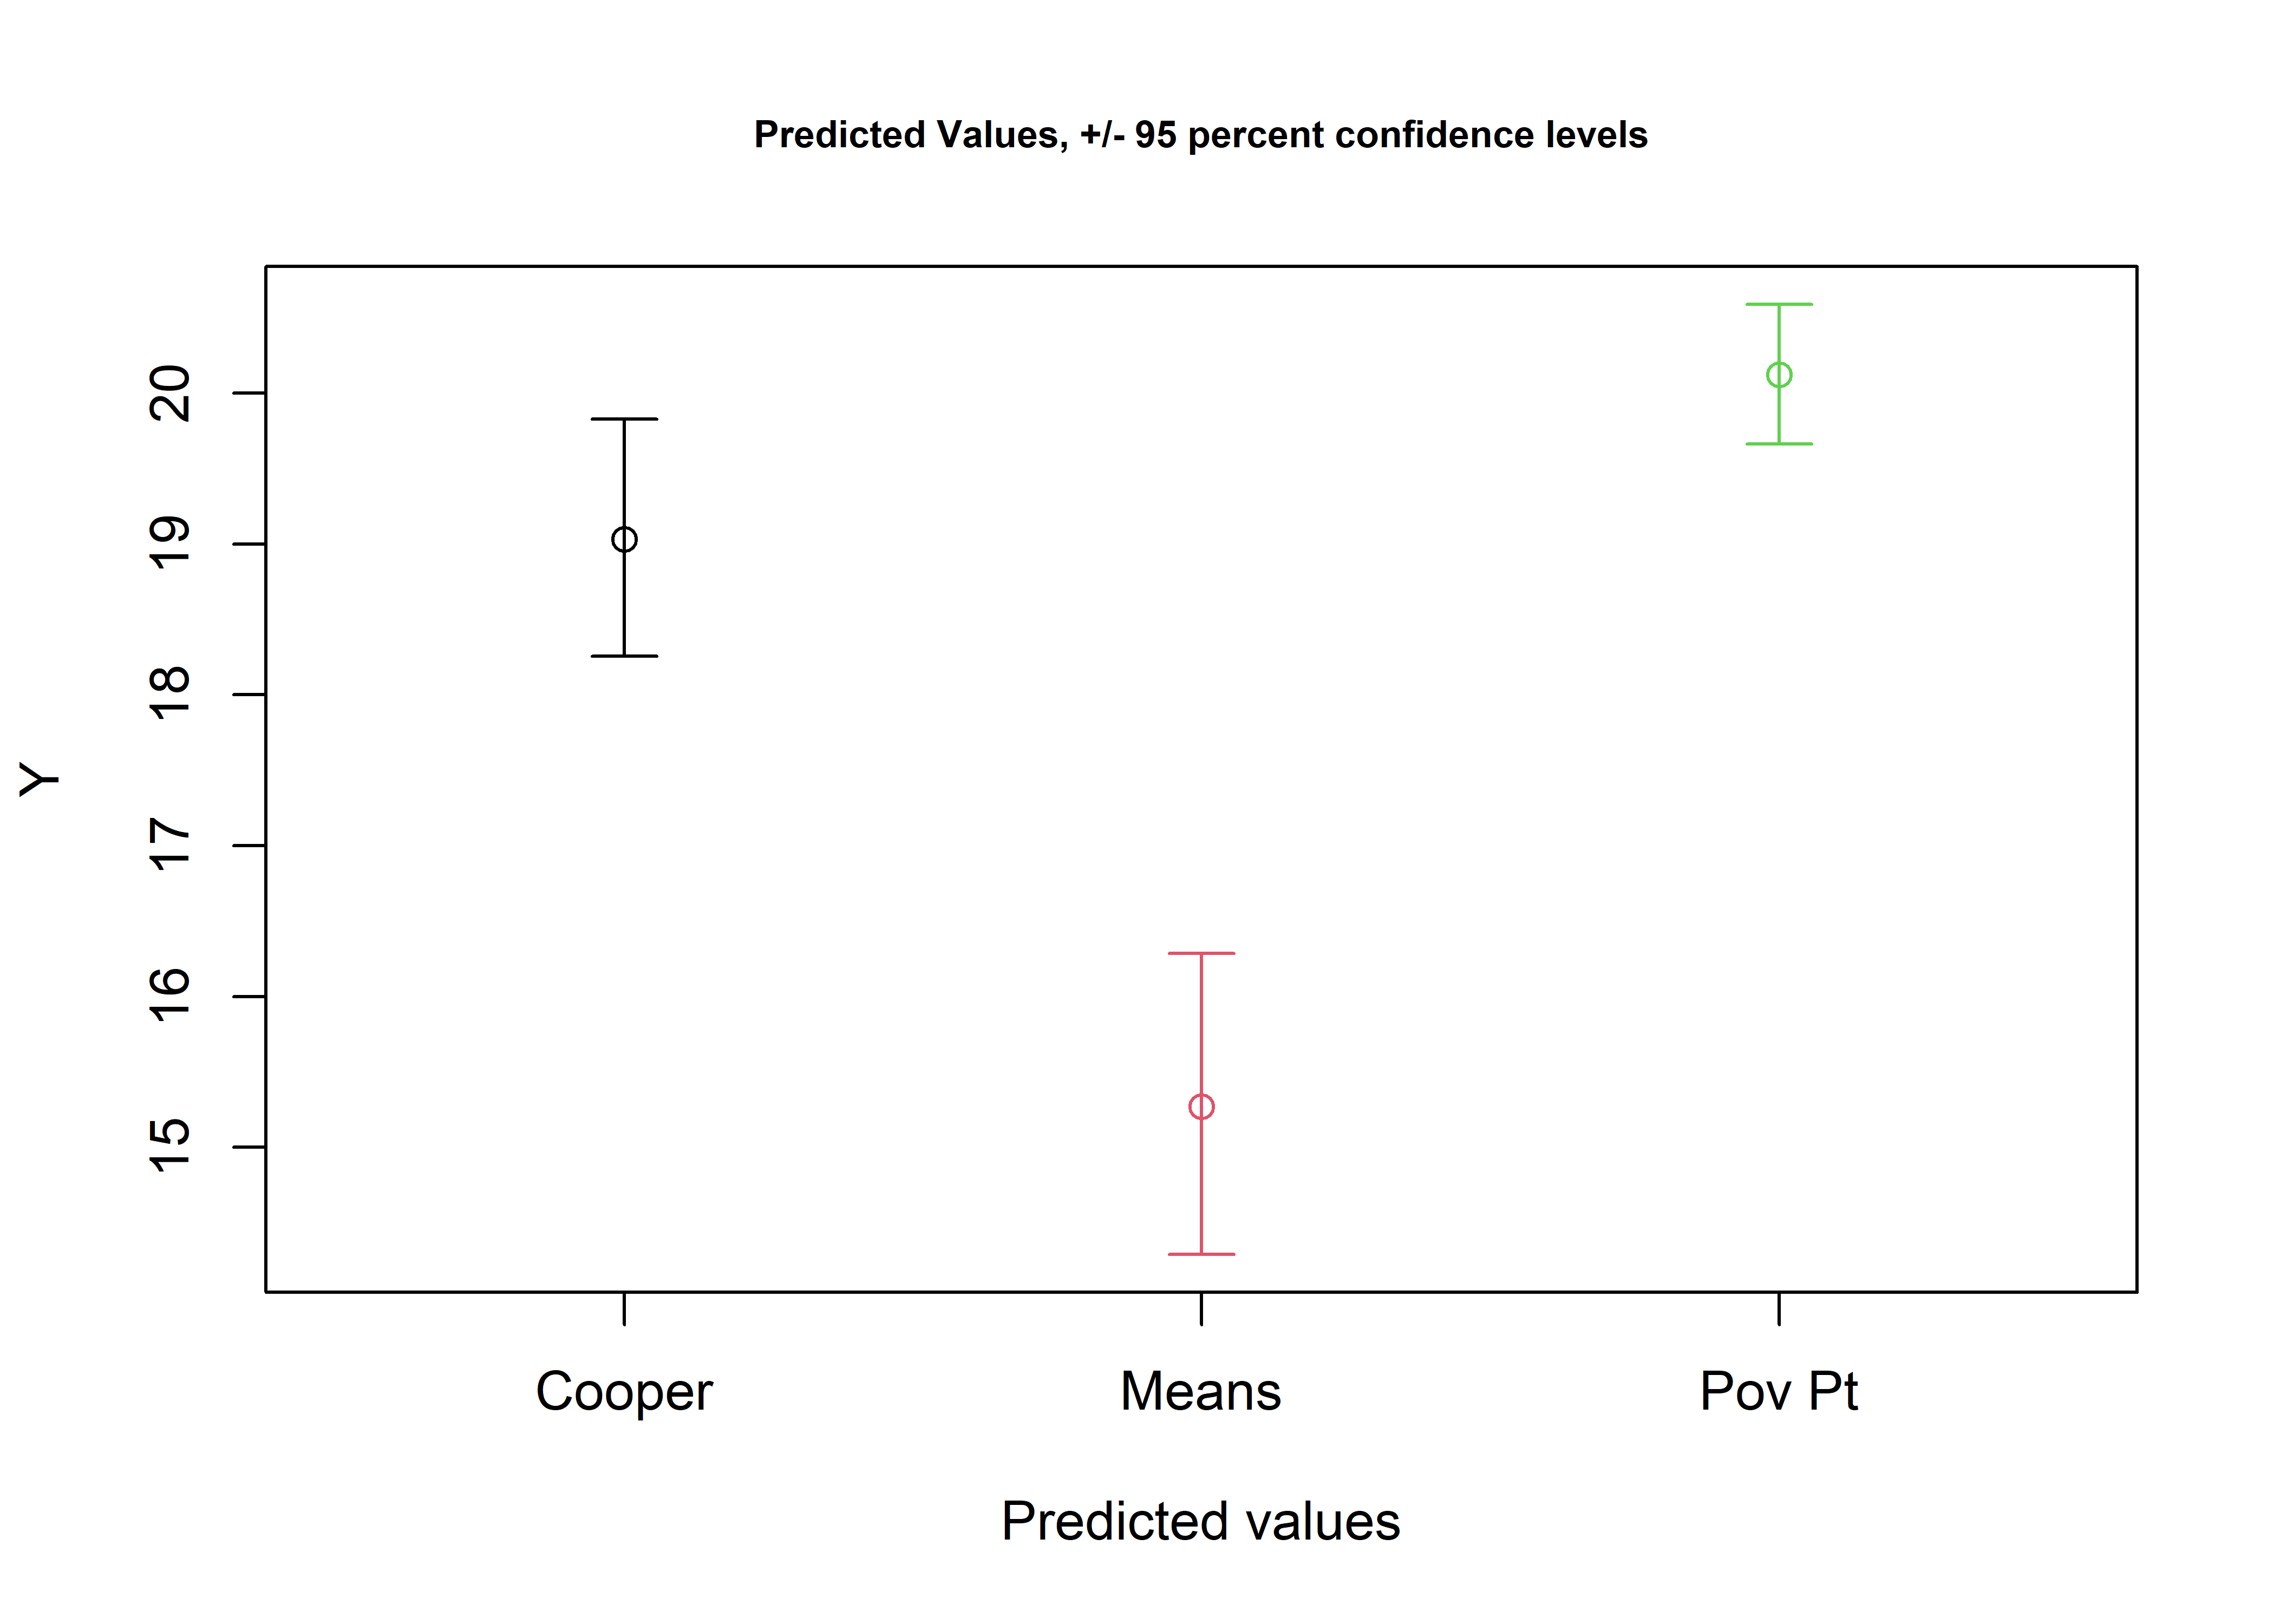 Predicted Values, +/- 95 percent confidence levels
20
19
18
17
16
15
Y
Cooper Means Pov Pt
Predicted values